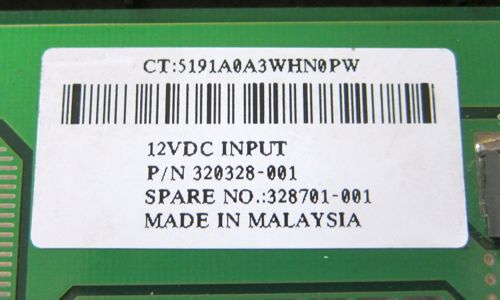 CT:5191A0A3WHN0PW
12VDC INPUT
P/N 320328-001
SPARE NO.:328701-001
MADE IN MALAYSIA